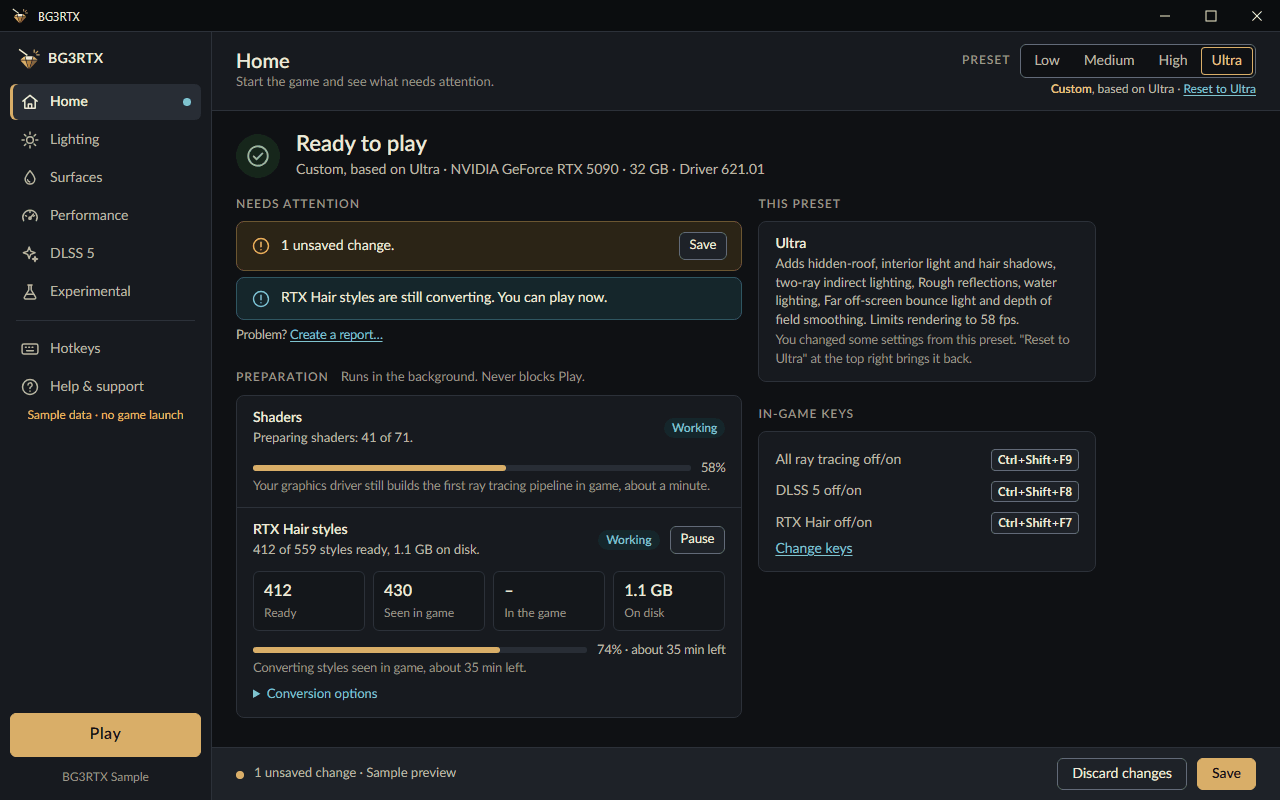 BG3RTX
BG3RTX
Home
Lighting
Surfaces
Performance
DLSS 5
Experimental
Hotkeys
Help & support
Sample data · no game launch
Play
BG3RTX Sample
Home
Start the game and see what needs attention.
PRESET Low Medium High Ultra
Custom, based on Ultra · Reset to Ultra
Ready to play
Custom, based on Ultra · NVIDIA GeForce RTX 5090 · 32 GB · Driver 621.01
NEEDS ATTENTION
1 unsaved change. Save
RTX Hair styles are still converting. You can play now.
Problem? Create a report...
PREPARATION Runs in the background. Never blocks Play.
Shaders
Preparing shaders: 41 of 71.
Working
58%
Your graphics driver still builds the first ray tracing pipeline in game, about a minute.
RTX Hair styles
412 of 559 styles ready, 1.1 GB on disk.
Working Pause
412 430 – 1.1 GB
Ready Seen in game In the game On disk
74% · about 35 min left
Converting styles seen in game, about 35 min left.
Conversion options
THIS PRESET
Ultra
Adds hidden-roof, interior light and hair shadows,
two-ray indirect lighting, Rough reflections, water
lighting, Far off-screen bounce light and depth of
field smoothing. Limits rendering to 58 fps.
You changed some settings from this preset. "Reset to
Ultra" at the top right brings it back.
IN-GAME KEYS
All ray tracing off/on Ctrl+Shift+F9
DLSS 5 off/on Ctrl+Shift+F8
RTX Hair off/on Ctrl+Shift+F7
Change keys
1 unsaved change · Sample preview
Discard changes Save